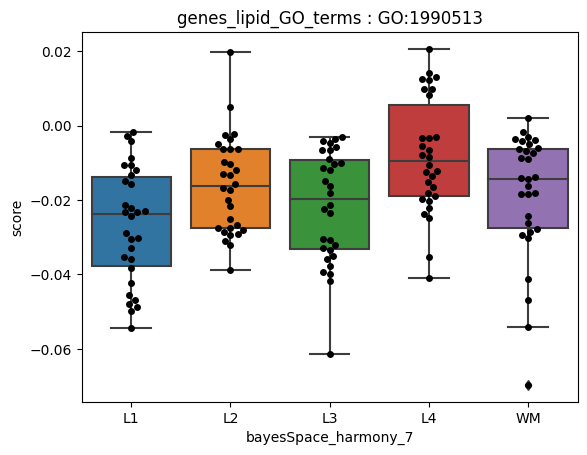 genes_lipid_GO_terms : GO:1990513
0.02
0.00
−0.02
−0.04
−0.06
score
L1 L2 L3 L4 WM
bayesSpace_harmony_7